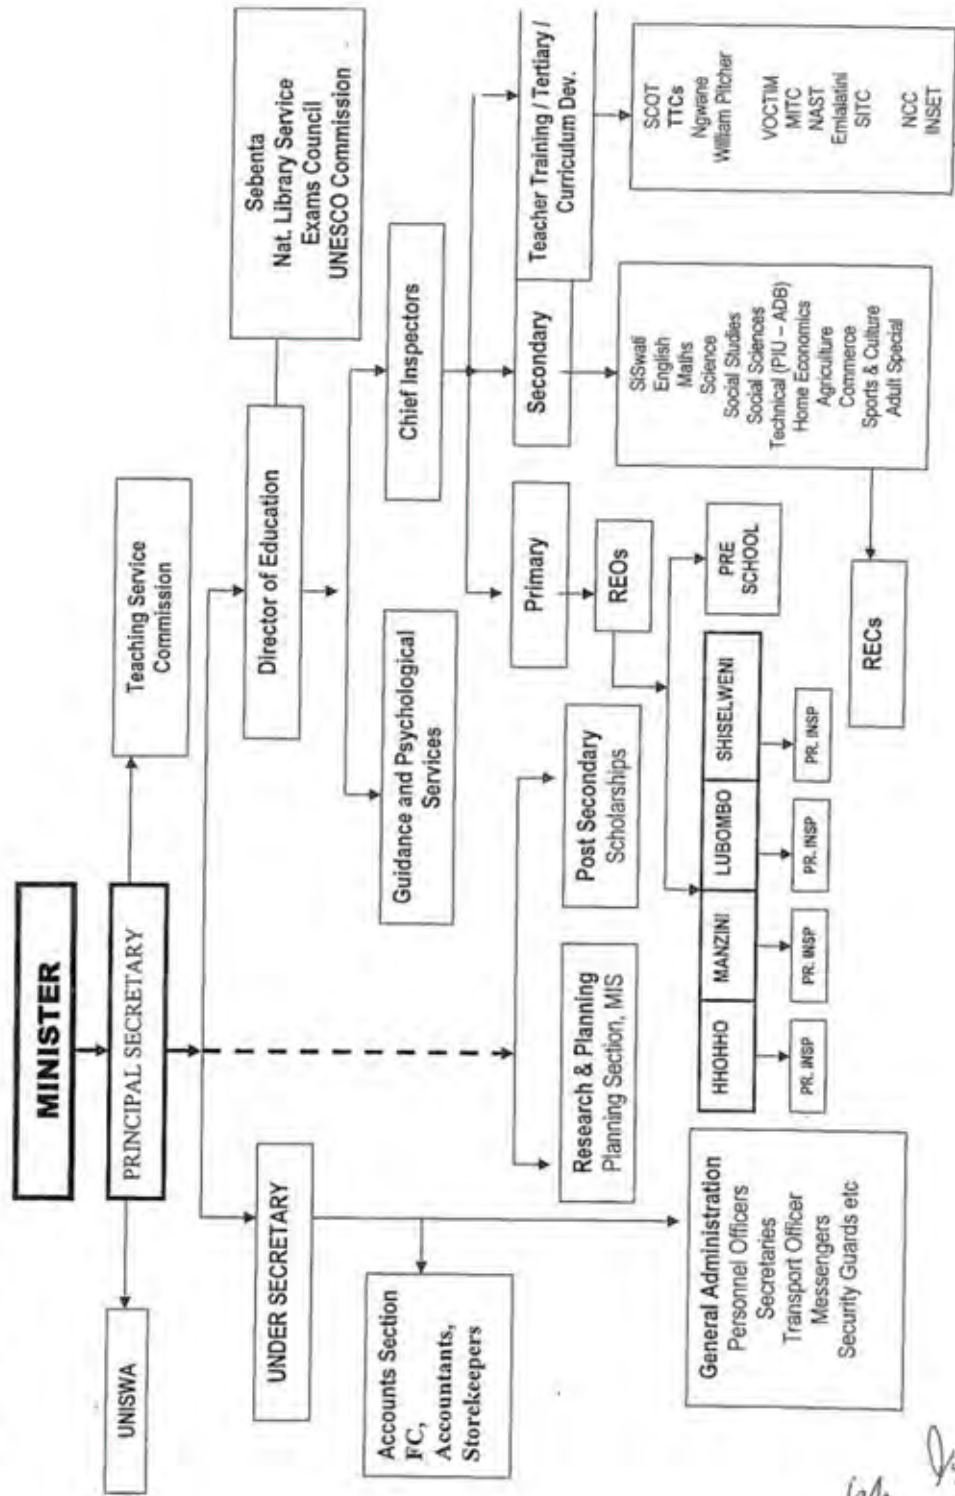 MINISTER
UNISWA
PRINCIPAL SECRETARY
Teaching Service
Commission
UNDER SECRETARY
Director of Education
Sebenta
Nat. Library Service
Exams Council
UNESCO Commission
Accounts Section
FC,
Accountants,
Storekeepers
Guidance and Psychological
Services
Chief Inspectors
Research & Planning
Planning Section, MIS
Post Secondary
Scholarships
Primary
Secondary
Teacher Training / Tertiary /
Curriculum Dev.
REOs
General Administration
Personnel Officers
Secretaries
Transport Officer
Messengers
Security Guards etc
HHOHHO
MANZINI
LUBOMBO
SHISELWENI
PRE
SCHOOL
PR. INSP
PR. INSP
PR. INSP
PR. INSP
RECs
SiSwati
English
Maths
Science
Social Studies
Social Sciences
Technical (PIU – ADB)
Home Economics
Agriculture
Commerce
Sports & Culture
Adult Special
SCOT
TTCs
Ngwane
William Pitcher
VOCTIM
MITC
NAST
Emlalatini
SITC
NCC
INSET